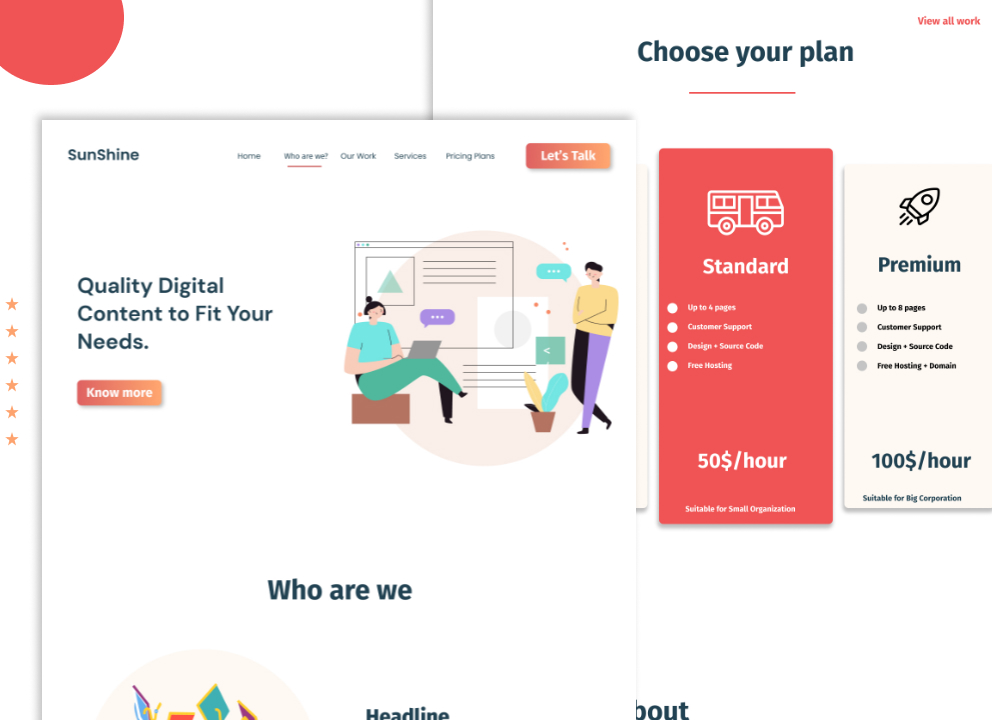 View all work
Choose your plan
SunShine
Home
Who are we?
Our Work
Services
Pricing Plans
Let's Talk
Quality Digital
Content to Fit Your
Needs.
Know more
<
Standard
Up to 4 pages
Customer Support
Design + Source Code
Free Hosting
50$/hour
Suitable for Small Organization
Premium
Up to 8 pages
Customer Support
Design + Source Code
Free Hosting + Domain
100$/hour
Suitable for Big Corporation
Who are we
Headline
bout